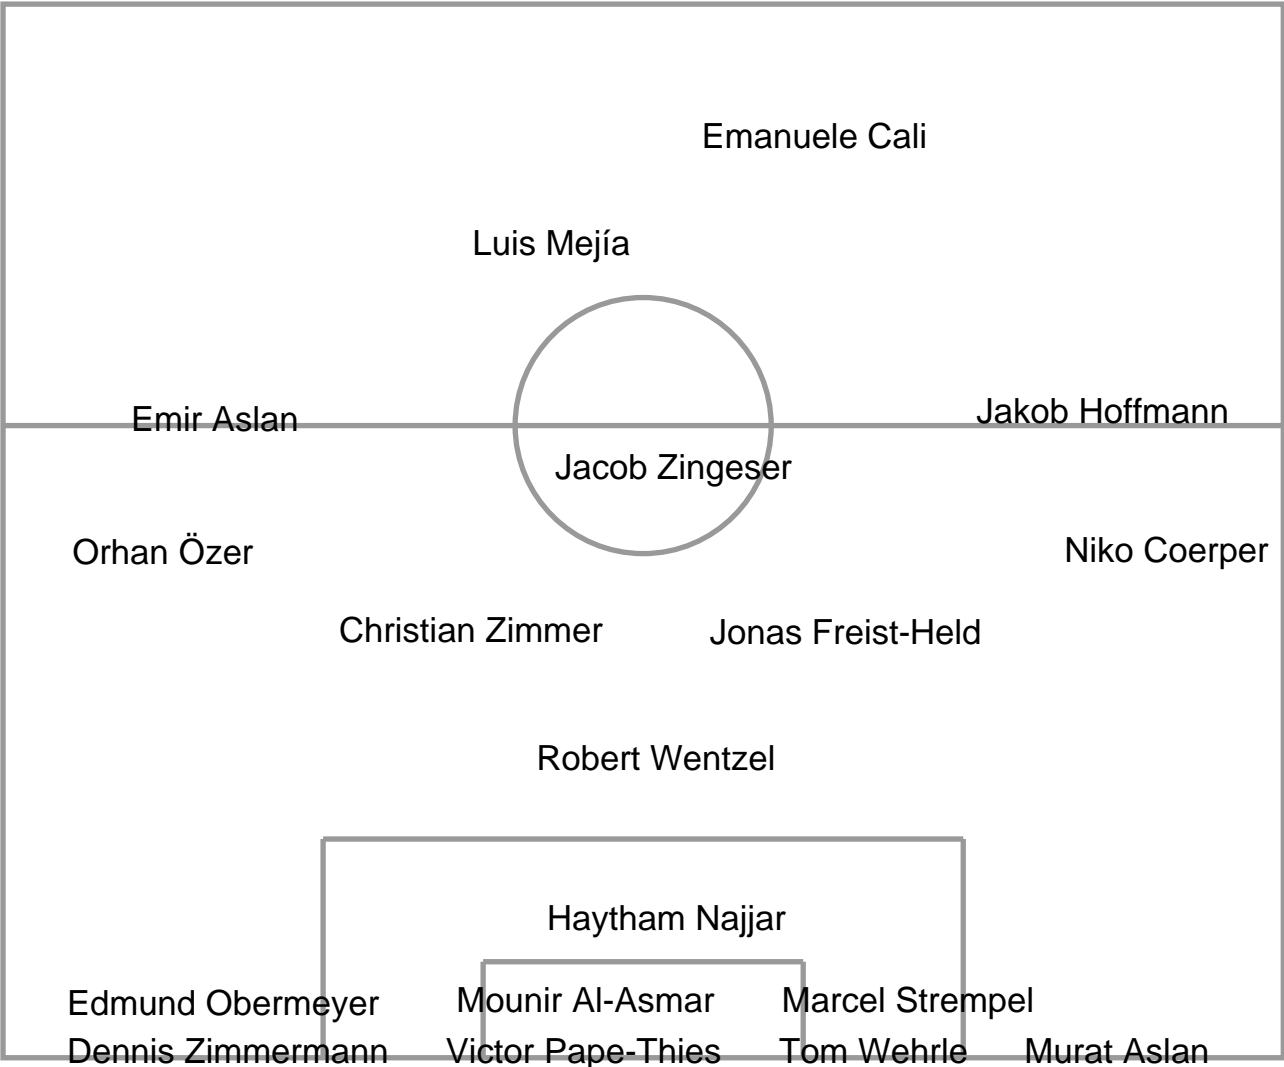 Emanuele Cali
Luis Mejía
Emir Aslan
Jakob Hoffmann
Jacob Zingeser
Orhan Özer
Niko Coerper
Christian Zimmer
Jonas Freist-Held
Robert Wentzel
Haytham Najjar
Edmund Obermeyer
Mounir Al-Asmar
Marcel Strempel
Dennis Zimmermann
Victor Pape-Thies
Tom Wehrle
Murat Aslan